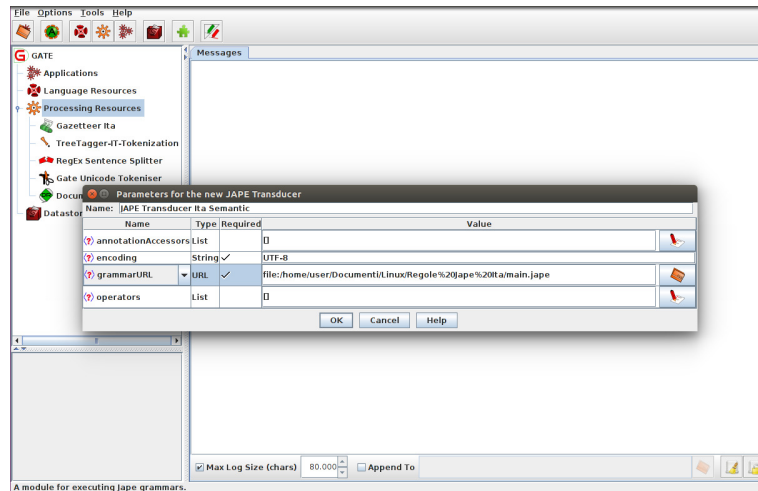 File Options Tools Help
GATE
Applications
Language Resources
Processing Resources
Gazetteer Ita
TreeTagger-IT-Tokenization
RegEx Sentence Splitter
Gate Unicode Tokeniser
Docum
Datastor
Messages
Parameters for the new JAPE Transducer
Name: JAPE Transducer Ita Semantic
Name Type Required Value
(?) annotationAccessors List []
(?) encoding String ✓ UTF-8
(?) grammarURL URL ✓ file:/home/user/Documenti/Linux/Regole%20Jape%20Ita/main.jape
(?) operators List []
OK Cancel Help
Max Log Size (chars) 80.000 Append To
A module for executing Jape grammars.